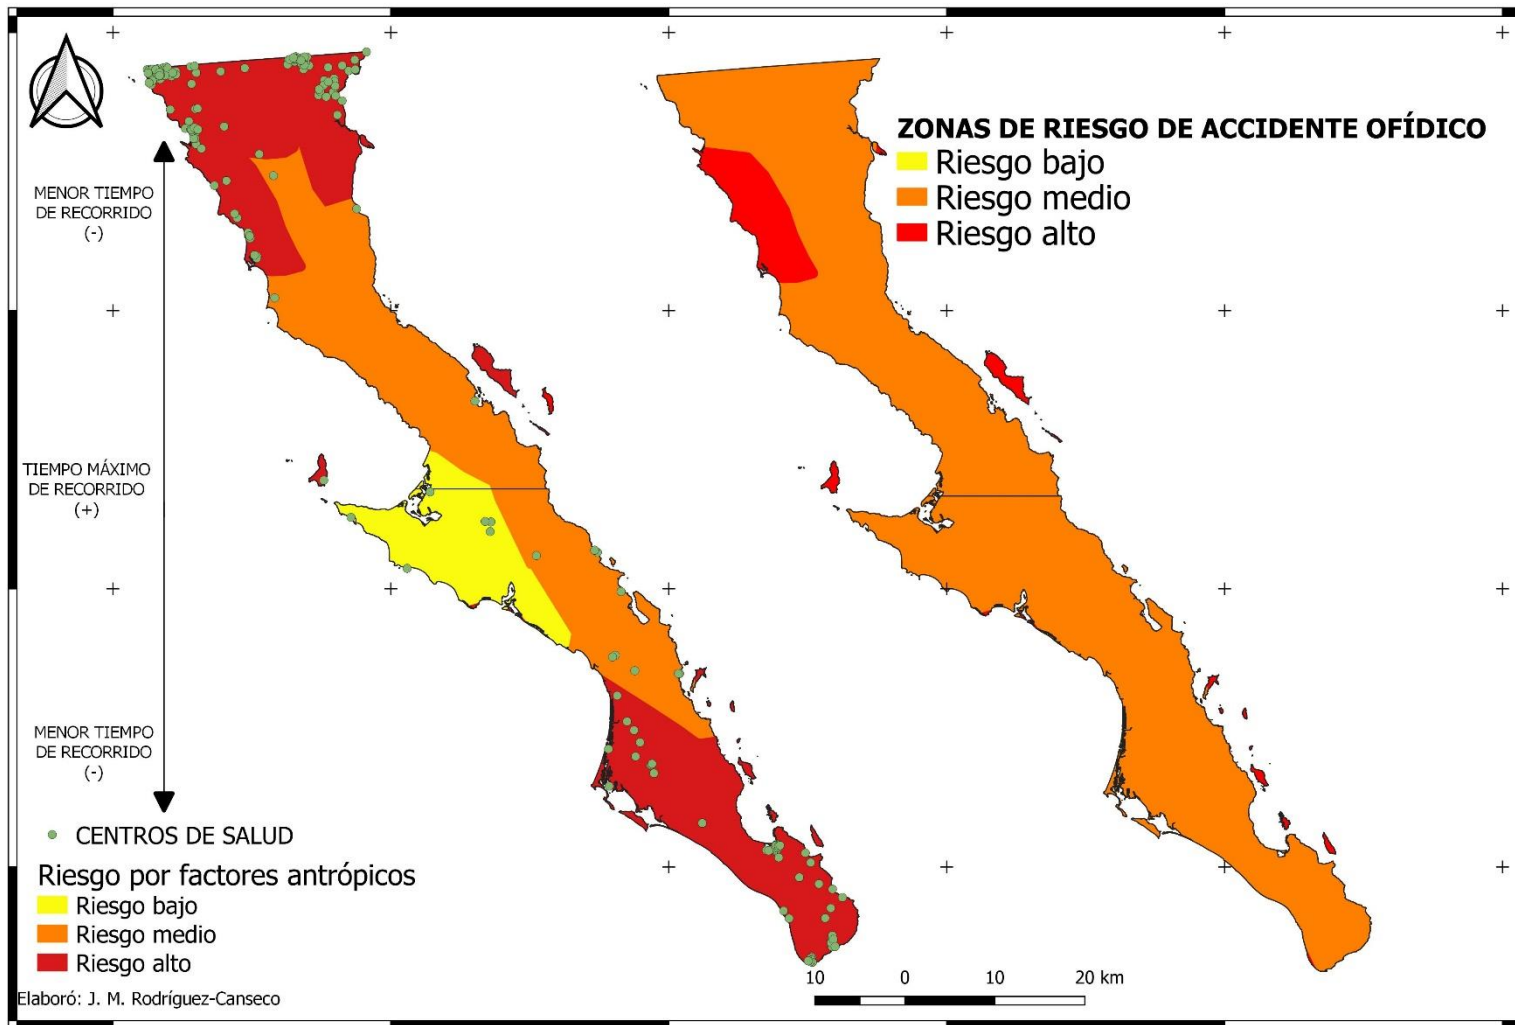 ZONAS DE RIESGO DE ACCIDENTE OFÍDICO
Riesgo bajo
Riesgo medio
Riesgo alto
MENOR TIEMPO
DE RECORRIDO
(-)
TIEMPO MÁXIMO
DE RECORRIDO
(+)
MENOR TIEMPO
DE RECORRIDO
(-)
CENTROS DE SALUD
Riesgo por factores antrópicos
Riesgo bajo
Riesgo medio
Riesgo alto
Elaboró: J. M. Rodríguez-Canseco
10 0 10 20 km